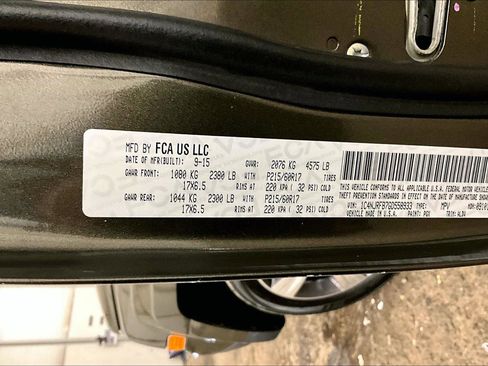 MFD BY FCA US LLC
DATE OF MFR(BUILT): 9-15 GVWR: 2076 KG 4575 LB
GAWR FRONT: 1080 KG 2380 LB WITH P215/60R17 TIRES
17X6.5 RIMS AT 220 KPA ( 32 PSI) COLD
GAWR REAR: 1044 KG 2300 LB WITH P215/60R17 TIRES
17X6.5 RIMS AT 220 KPA ( 32 PSI) COLD
THIS VEHICLE CONFORMS TO ALL APPLICABLE U.S.A. FEDERAL MOTOR VEHICLE
THEFT PREVENTION STANDARDS IN EFFECT ON THE DATE OF MANUFACTURE SHOWN
VIN: TYPE: MPV
VEHICLE MADE IN U.S.A. PAINT: PGX TRIM: